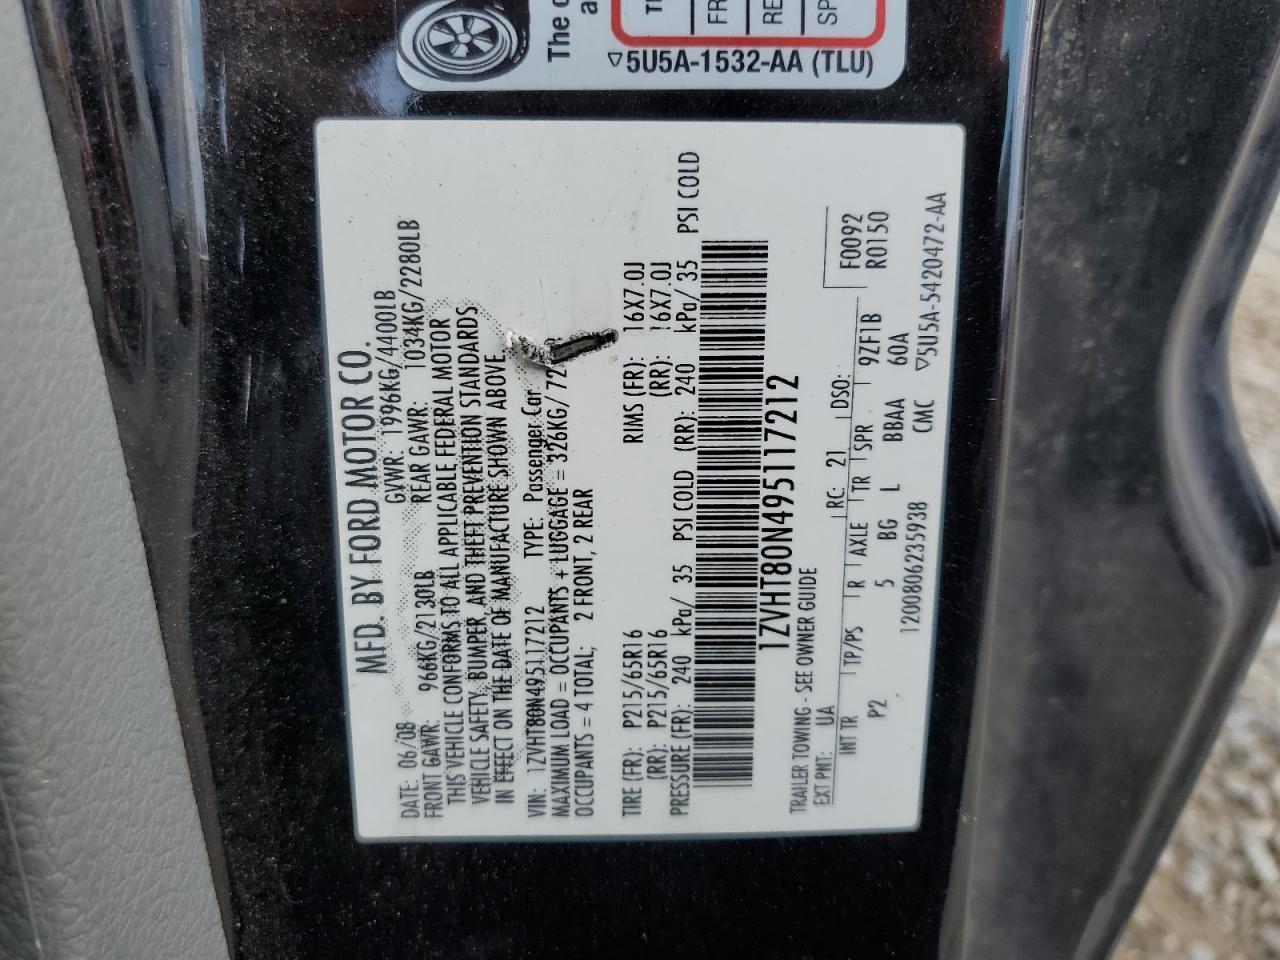 The
a
TI
FR
RE
SP
▽5U5A-1532-AA (TLU)
MFD. BY FORD MOTOR CO.
DATE: 06/08 GVWR: 1996KG/4400LB
FRONT GAWR: 966KG/2130LB REAR GAWR: 1034KG/2280LB
THIS VEHICLE CONFORMS TO ALL APPLICABLE FEDERAL MOTOR
VEHICLE SAFETY, BUMPER, AND THEFT PREVENTION STANDARDS
IN EFFECT ON THE DATE OF MANUFACTURE SHOWN ABOVE.
VIN: 1ZVHT80N495117212 TYPE: Passenger Car
MAXIMUM LOAD = OCCUPANTS + LUGGAGE = 326KG/72
OCCUPANTS = 4 TOTAL; 2 FRONT, 2 REAR
TIRE (FR): P215/65R16 RIMS (FR): 16X7.0J
(RR): P215/65R16 (RR): 16X7.0J
PRESSURE (FR): 240 kPa/ 35 PSI COLD (RR): 240 kPa/ 35 PSI COLD
1ZVHT80N495117212
TRAILER TOWING - SEE OWNER GUIDE
EXT PNT: UA RC: 21 DSO: F0092
INT TR TP/PS R AXLE TR SPR 9ZF1B R0150
P2 5 BG L BBAA 60A
1200806235938 CMC ▽5U5A-5420472-AA